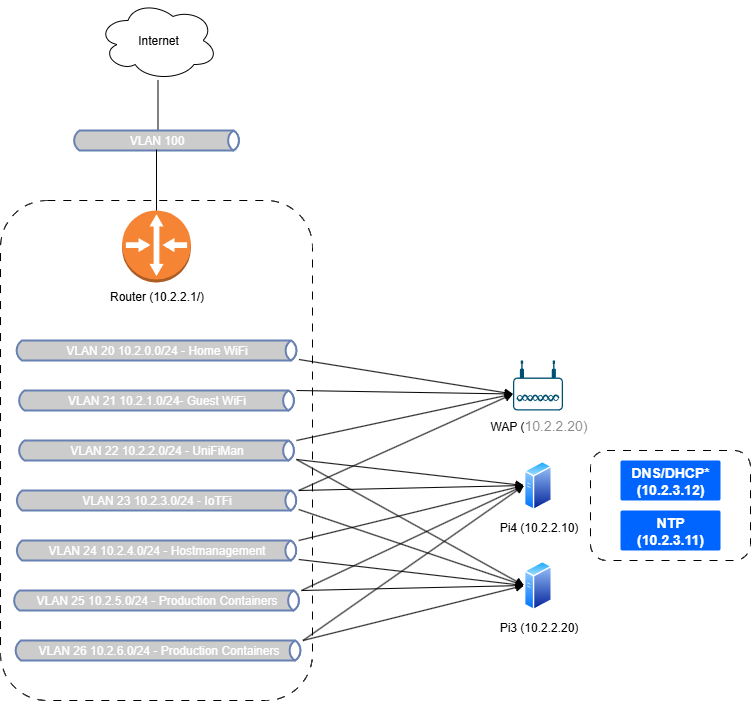 Internet
VLAN 100
Router (10.2.2.1/)
VLAN 20 10.2.0.0/24 - Home WiFi
VLAN 21 10.2.1.0/24- Guest WiFi
WAP (10.2.2.20)
VLAN 22 10.2.2.0/24 - UniFiMan
DNS/DHCP*
(10.2.3.12)
VLAN 23 10.2.3.0/24 - IoTFi
Pi4 (10.2.2.10)
NTP
(10.2.3.11)
VLAN 24 10.2.4.0/24 - Hostmanagement
VLAN 25 10.2.5.0/24 - Production Containers
Pi3 (10.2.2.20)
VLAN 26 10.2.6.0/24 - Production Containers